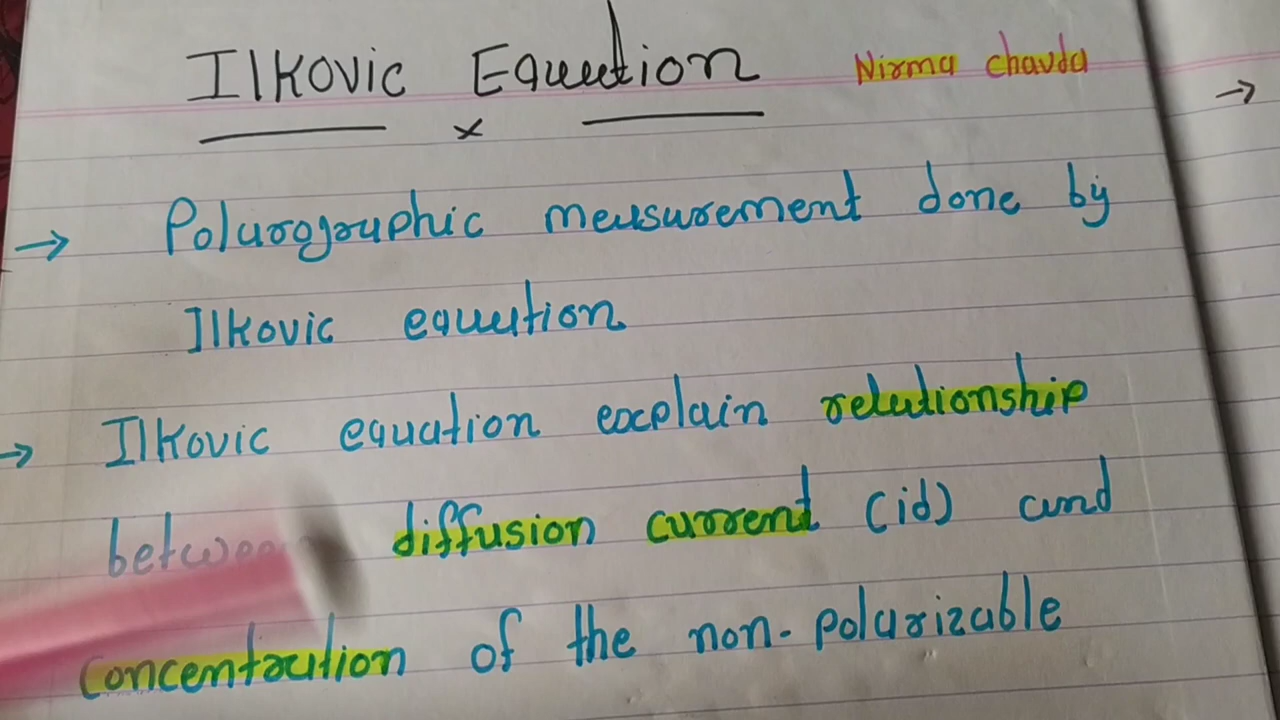 Ilkovic Equation
Nirma chavda
→
→ Polarographic measurement done by
Ilkovic equation
→ Ilkovic equation explain relationship
between diffusion current (id) and
concentration of the non-polarizable